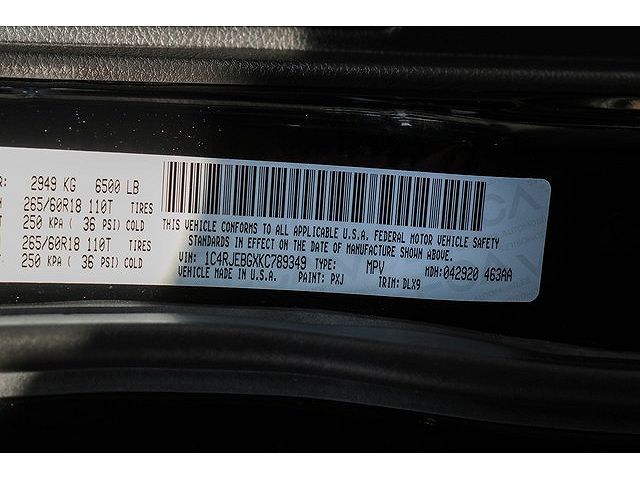 R: 2949 KG 6500 LB
265/60R18 110T TIRES
250 KPA ( 36 PSI) COLD
265/60R18 110T TIRES
250 KPA ( 36 PSI) COLD
THIS VEHICLE CONFORMS TO ALL APPLICABLE U.S.A. FEDERAL MOTOR VEHICLE SAFETY
STANDARDS IN EFFECT ON THE DATE OF MANUFACTURE SHOWN ABOVE.
VIN: 1C4RJEBGXKC789349 TYPE: MPV MDH:042920 463AA
VEHICLE MADE IN U.S.A. PAINT: PXJ TRIM: DLX9